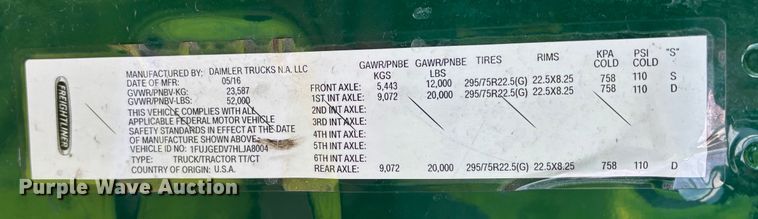 FREIGHTLINER
MANUFACTURED BY: DAIMLER TRUCKS N.A. LLC
DATE OF MFR: 05/16
GVWR/PNBV-KG: 23,587
GVWR/PNBV-LBS: 52,000
THIS VEHICLE COMPLIES WITH ALL
APPLICABLE FEDERAL MOTOR VEHICLE
SAFETY STANDARDS IN EFFECT AT THE DATE
OF MANUFACTURE SHOWN ABOVE.
VEHICLE ID NO.: 1FUJGEDV7HLJA8004
TYPE: TRUCK/TRACTOR TT/CT
COUNTRY OF ORIGIN: U.S.A.
GAWR/PNBE KGS GAWR/PNBE LBS TIRES RIMS KPA COLD PSI COLD "S"
FRONT AXLE: 5,443 12,000 295/75R22.5(G) 22.5X8.25 758 110 S
1ST INT AXLE: 9,072 20,000 295/75R22.5(G) 22.5X8.25 758 110 D
2ND INT AXLE:
3RD INT AXLE:
4TH INT AXLE:
5TH INT AXLE:
6TH INT AXLE:
REAR AXLE: 9,072 20,000 295/75R22.5(G) 22.5X8.25 758 110 D
Purple Wave Auction